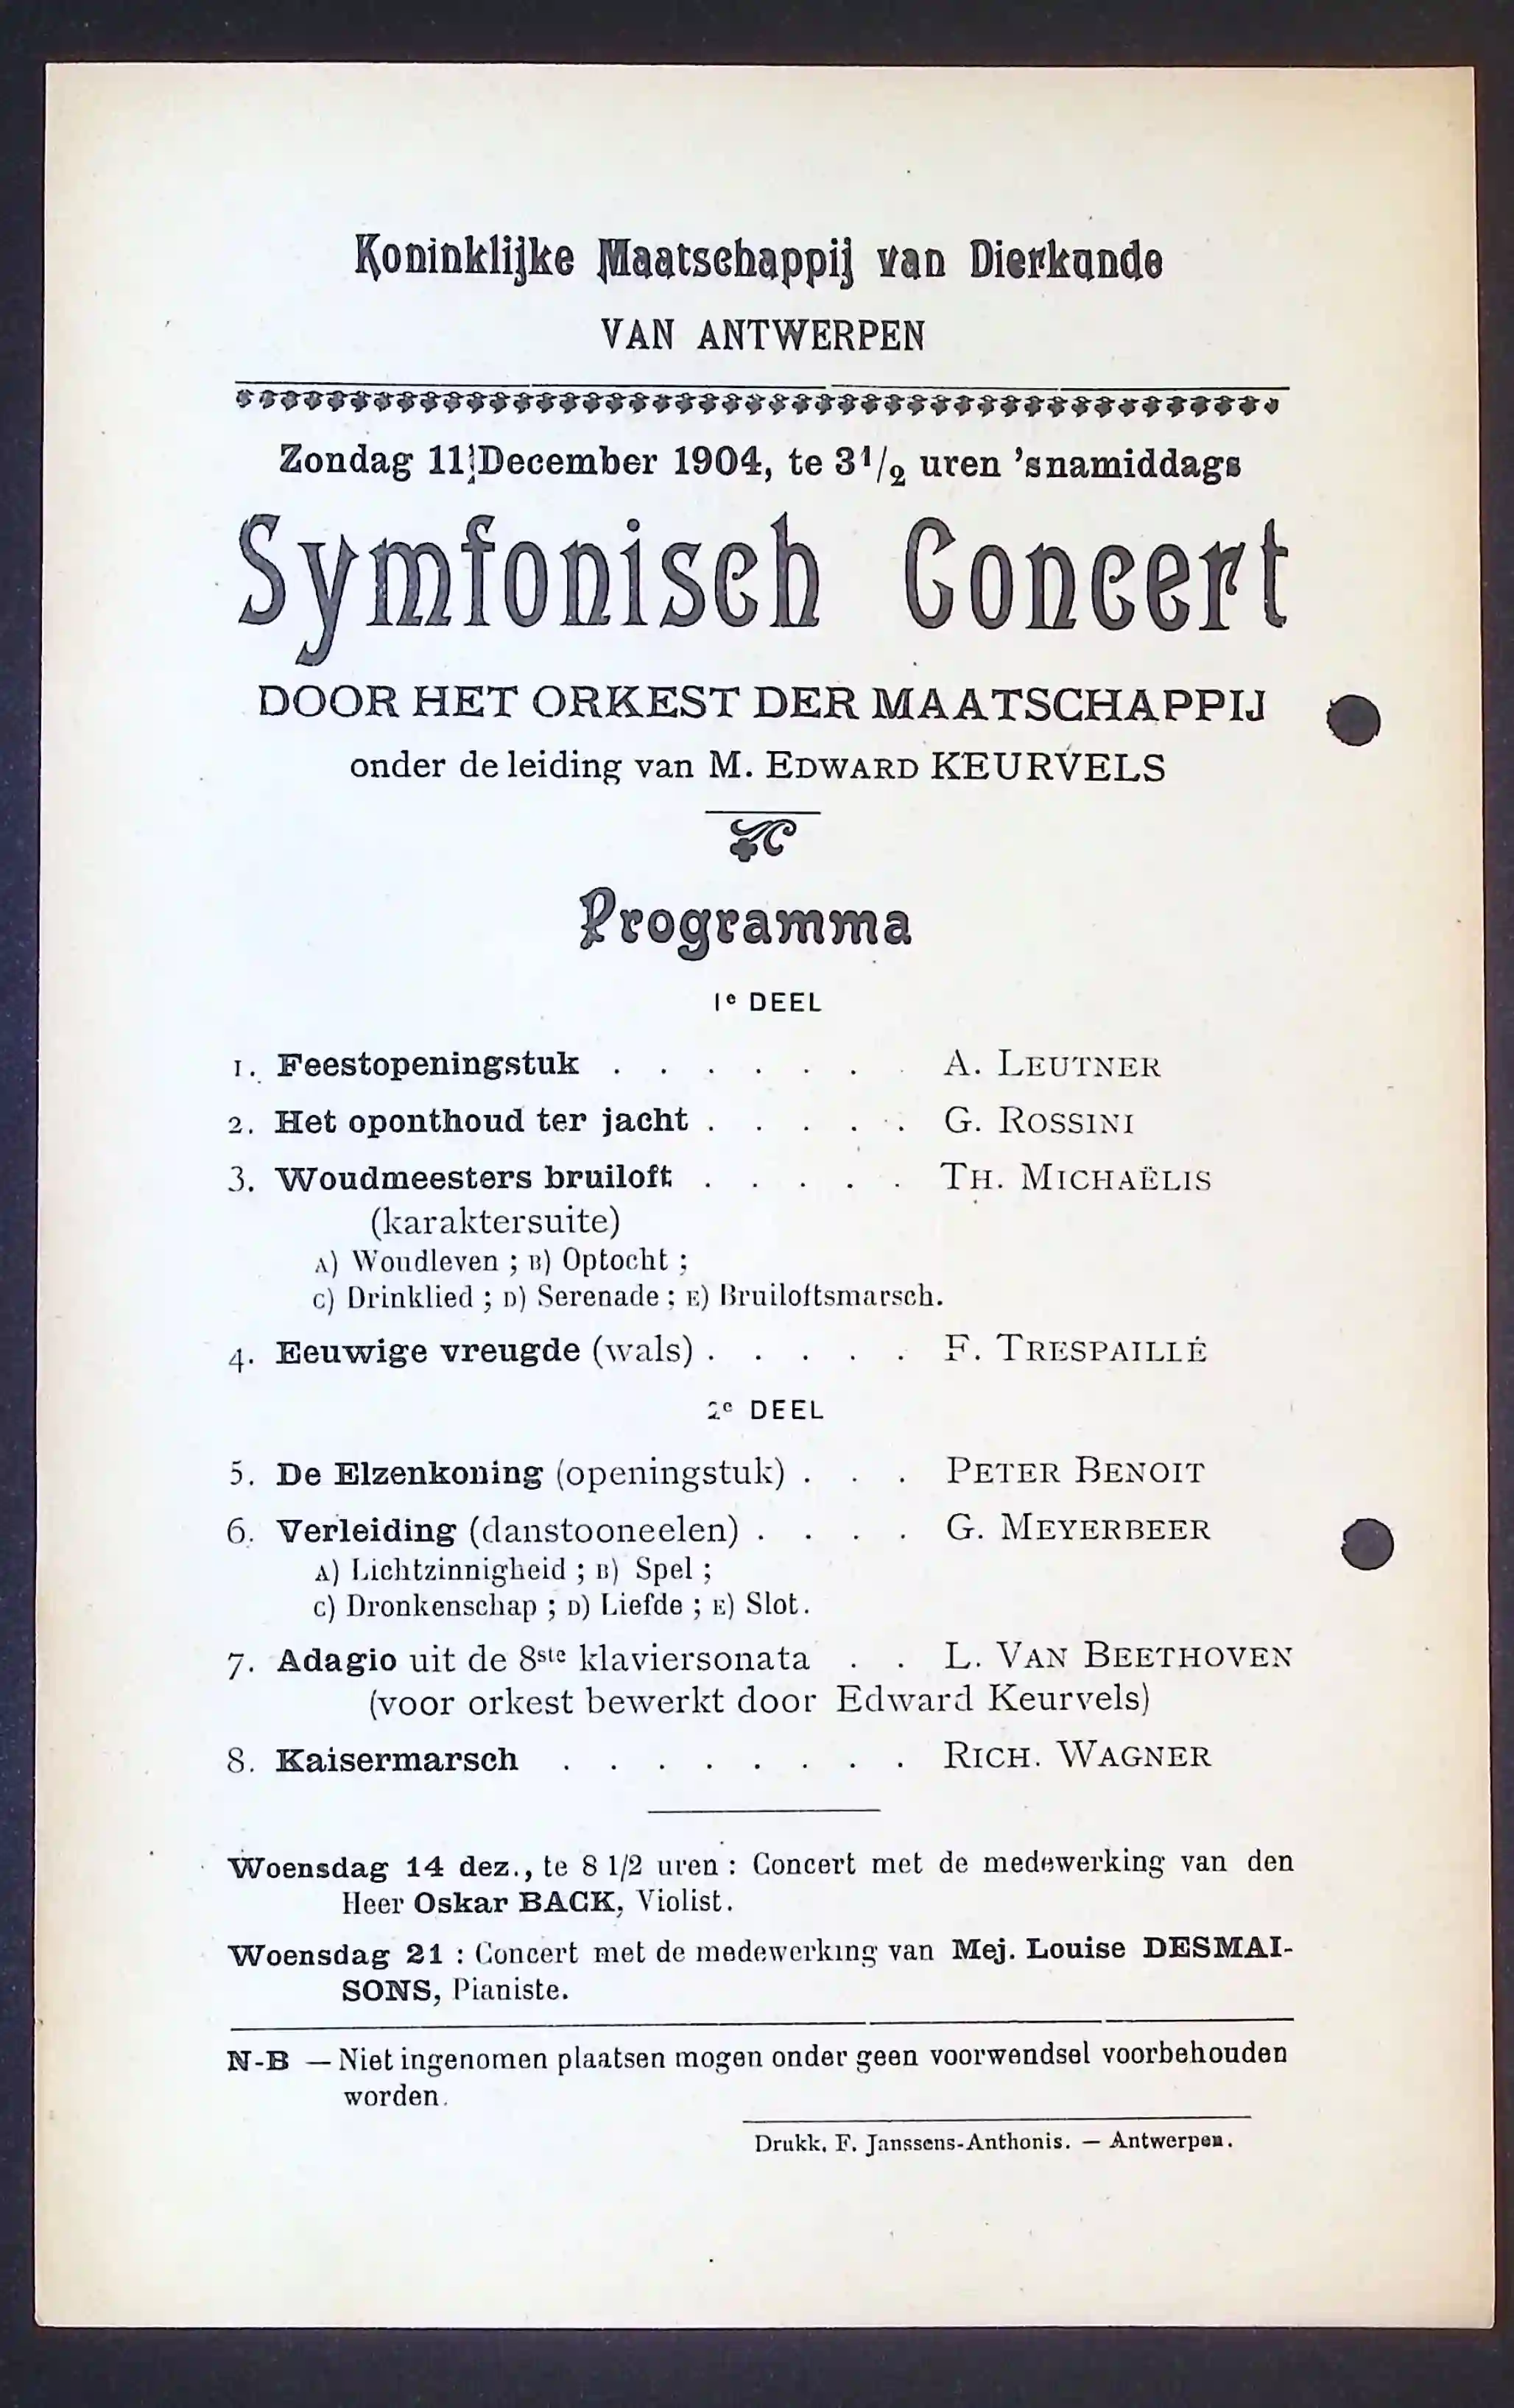 Koninklijke Maatschappij van Dierkunde
VAN ANTWERPEN
Zondag 11 December 1904, te 3 1/2 uren 'snamiddags
Symfonisch Concert
DOOR HET ORKEST DER MAATSCHAPPIJ
onder de leiding van M. EDWARD KEURVELS
Programma
1e DEEL
1. Feestopeningstuk . . . . . . . A. LEUTNER
2. Het oponthoud ter jacht . . . . . G. ROSSINI
3. Woudmeesters bruiloft . . . . . TH. MICHAËLIS
(karaktersuite)
A) Woudleven ; B) Optocht ;
C) Drinklied ; D) Serenade ; E) Bruiloftsmarsch.
4. Eeuwige vreugde (wals) . . . . . F. TRESPAILLÉ
2e DEEL
5. De Elzenkoning (openingstuk) . . . PETER BENOIT
6. Verleiding (danstooneelen) . . . . G. MEYERBEER
A) Lichtzinnigheid ; B) Spel ;
C) Dronkenschap ; D) Liefde ; E) Slot.
7. Adagio uit de 8ste klaviersonata . . L. VAN BEETHOVEN
(voor orkest bewerkt door Edward Keurvels)
8. Kaisermarsch . . . . . . . . RICH. WAGNER
Woensdag 14 dez., te 8 1/2 uren : Concert met de medewerking van den
Heer Oskar BACK, Violist.
Woensdag 21 : Concert met de medewerking van Mej. Louise DESMAI-
SONS, Pianiste.
N-B — Niet ingenomen plaatsen mogen onder geen voorwendsel voorbehouden
worden.
Drukk. F. Janssens-Anthonis. — Antwerpen.